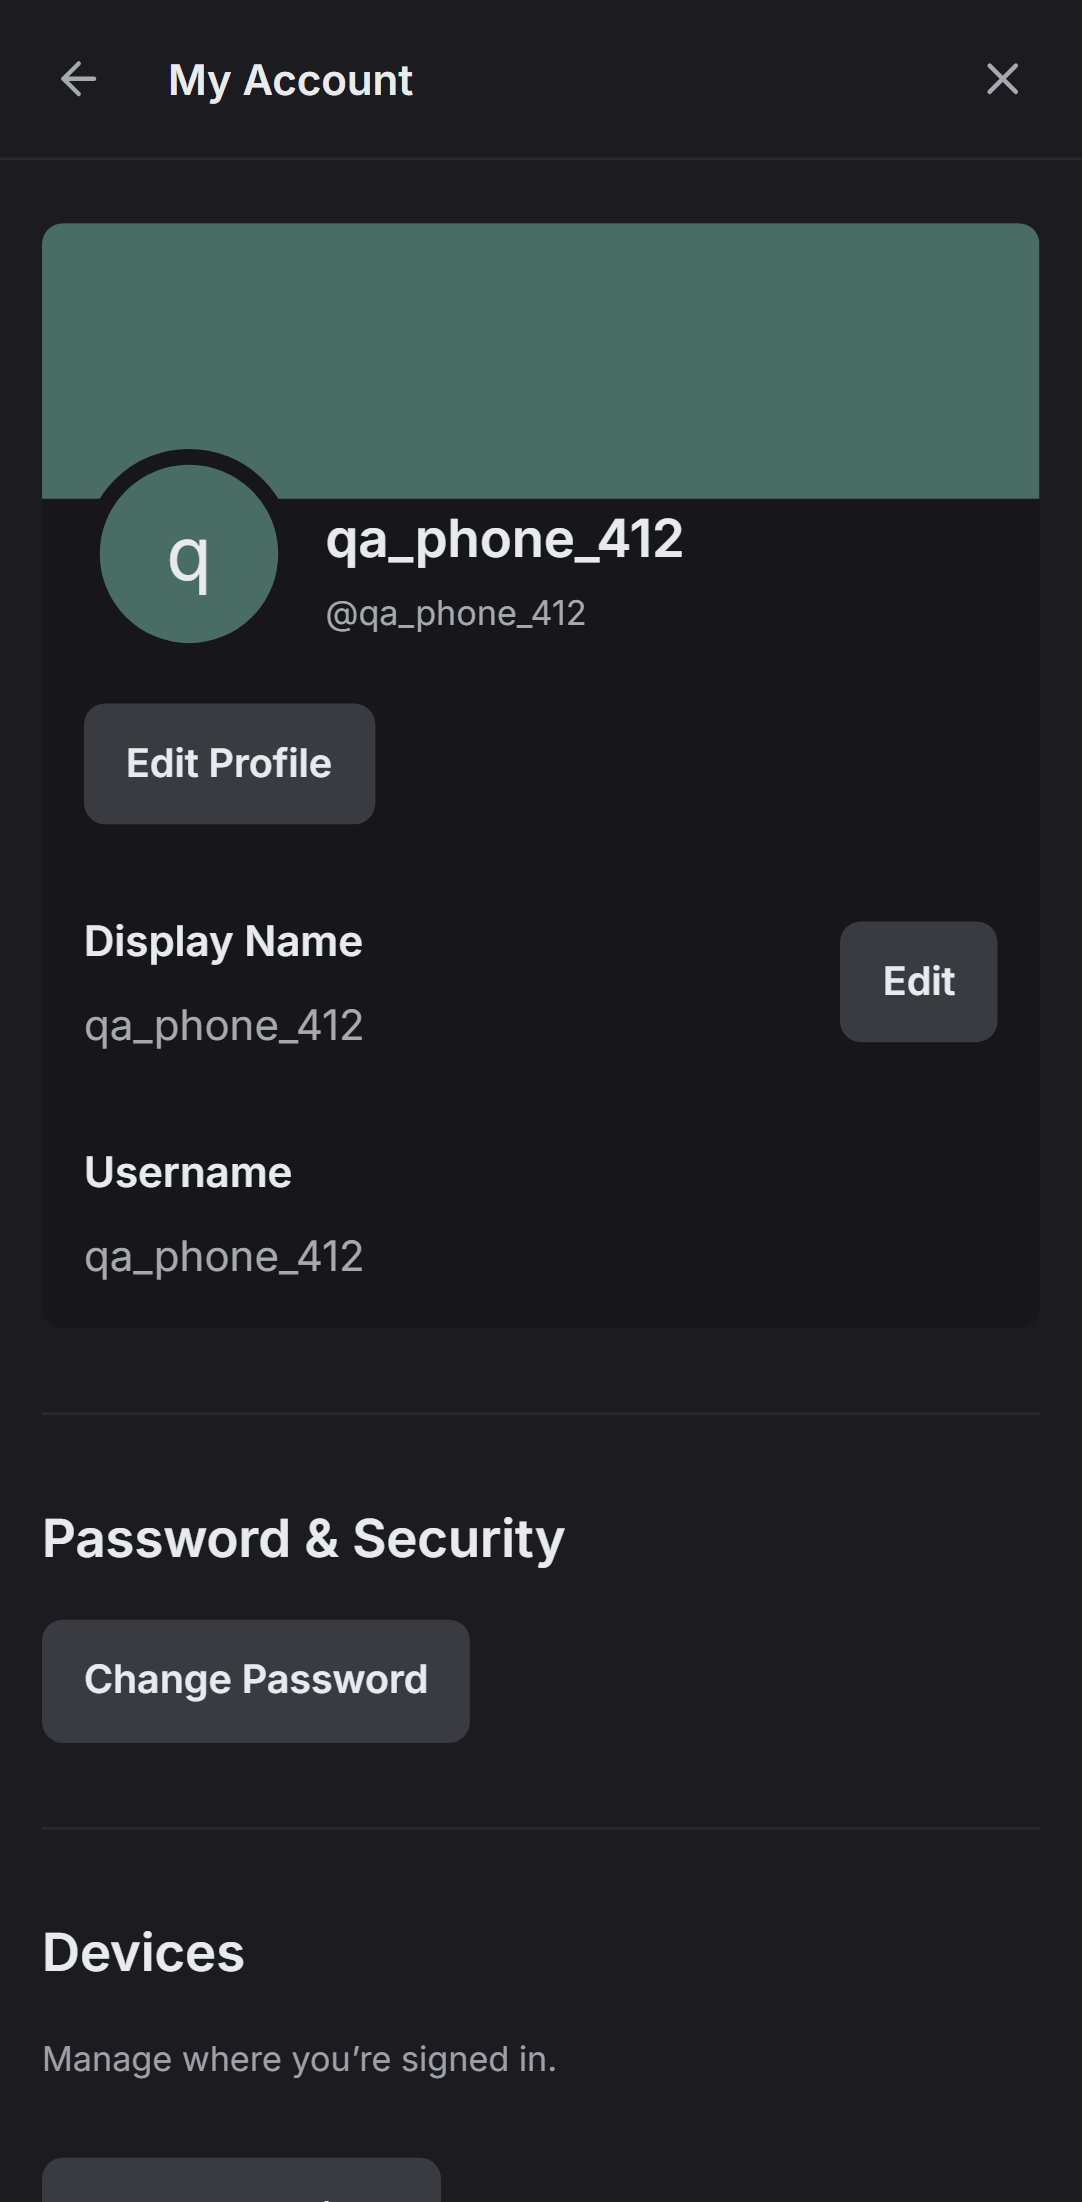 My Account
q
qa_phone_412
@qa_phone_412
Edit Profile
Display Name
Edit
qa_phone_412
Username
qa_phone_412
Password & Security
Change Password
Devices
Manage where you’re signed in.